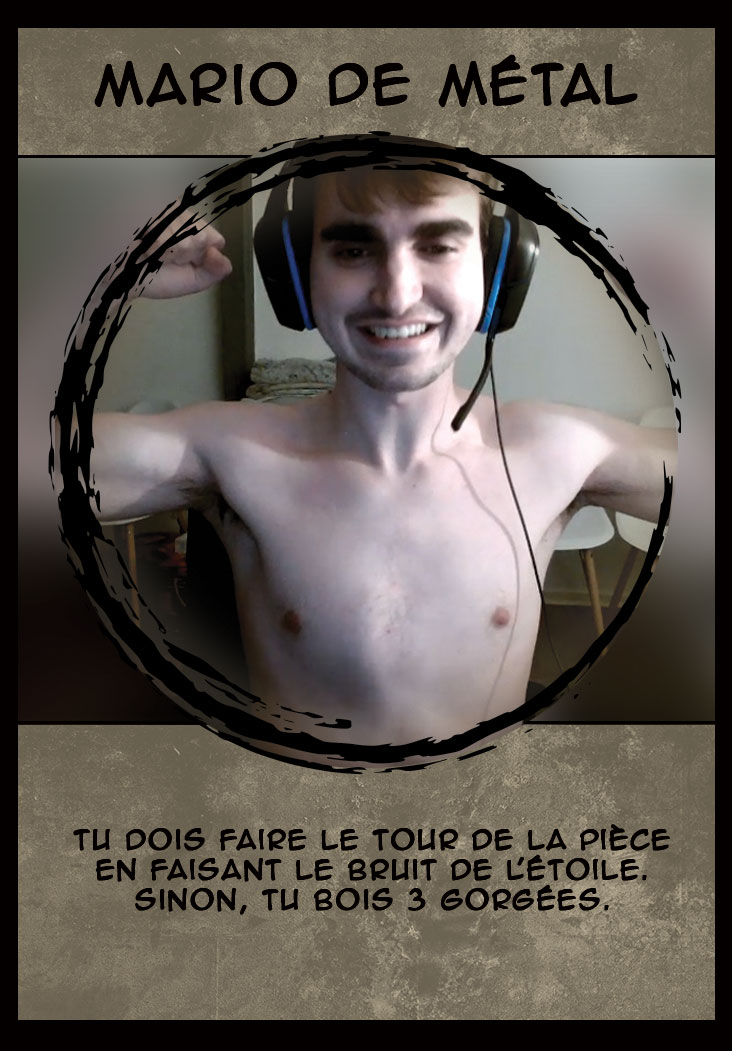 MARIO DE MÉTAL
TU DOIS FAIRE LE TOUR DE LA PIÈCE
EN FAISANT LE BRUIT DE L'ÉTOILE.
SINON, TU BOIS 3 GORGÉES.